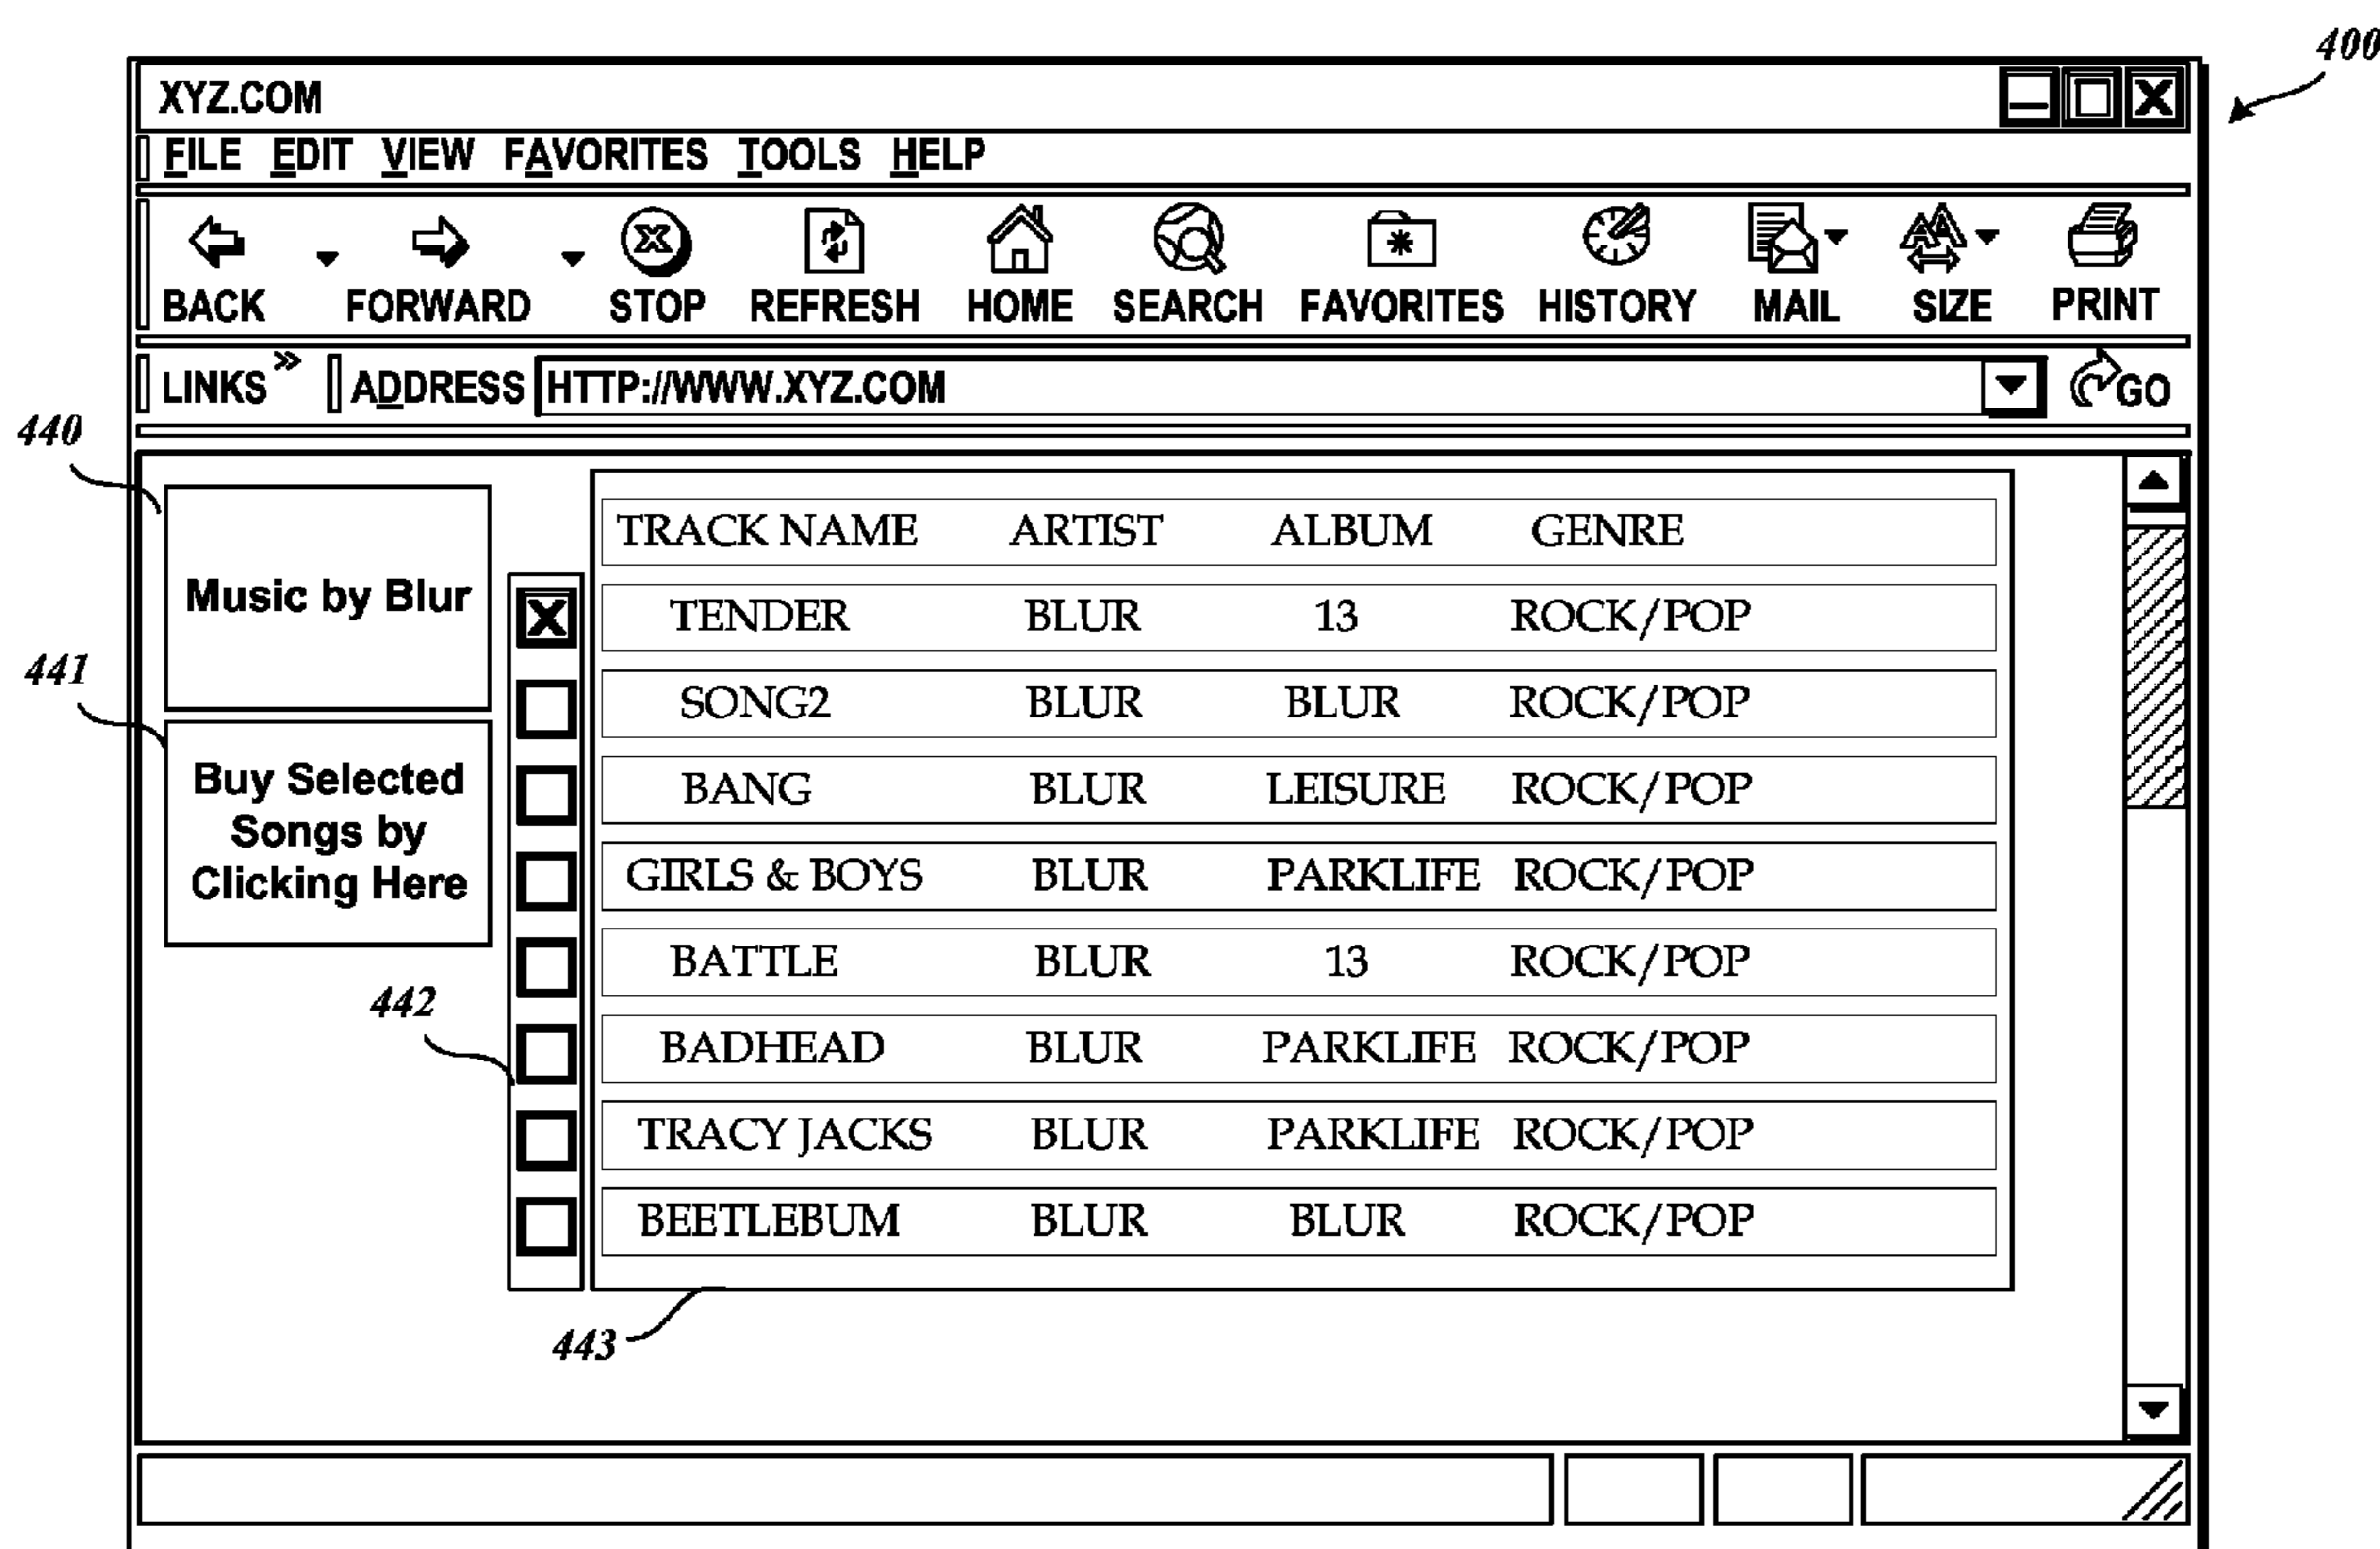 400
XYZ.COM
FILE EDIT VIEW FAVORITES TOOLS HELP
BACK FORWARD STOP REFRESH HOME SEARCH FAVORITES HISTORY MAIL SIZE PRINT
LINKS » ADDRESS HTTP://WWW.XYZ.COM GO
440
Music by Blur
441
Buy Selected
Songs by
Clicking Here
442
TRACK NAME ARTIST ALBUM GENRE
TENDER BLUR 13 ROCK/POP
SONG2 BLUR BLUR ROCK/POP
BANG BLUR LEISURE ROCK/POP
GIRLS & BOYS BLUR PARKLIFE ROCK/POP
BATTLE BLUR 13 ROCK/POP
BADHEAD BLUR PARKLIFE ROCK/POP
TRACY JACKS BLUR PARKLIFE ROCK/POP
BEETLEBUM BLUR BLUR ROCK/POP
443